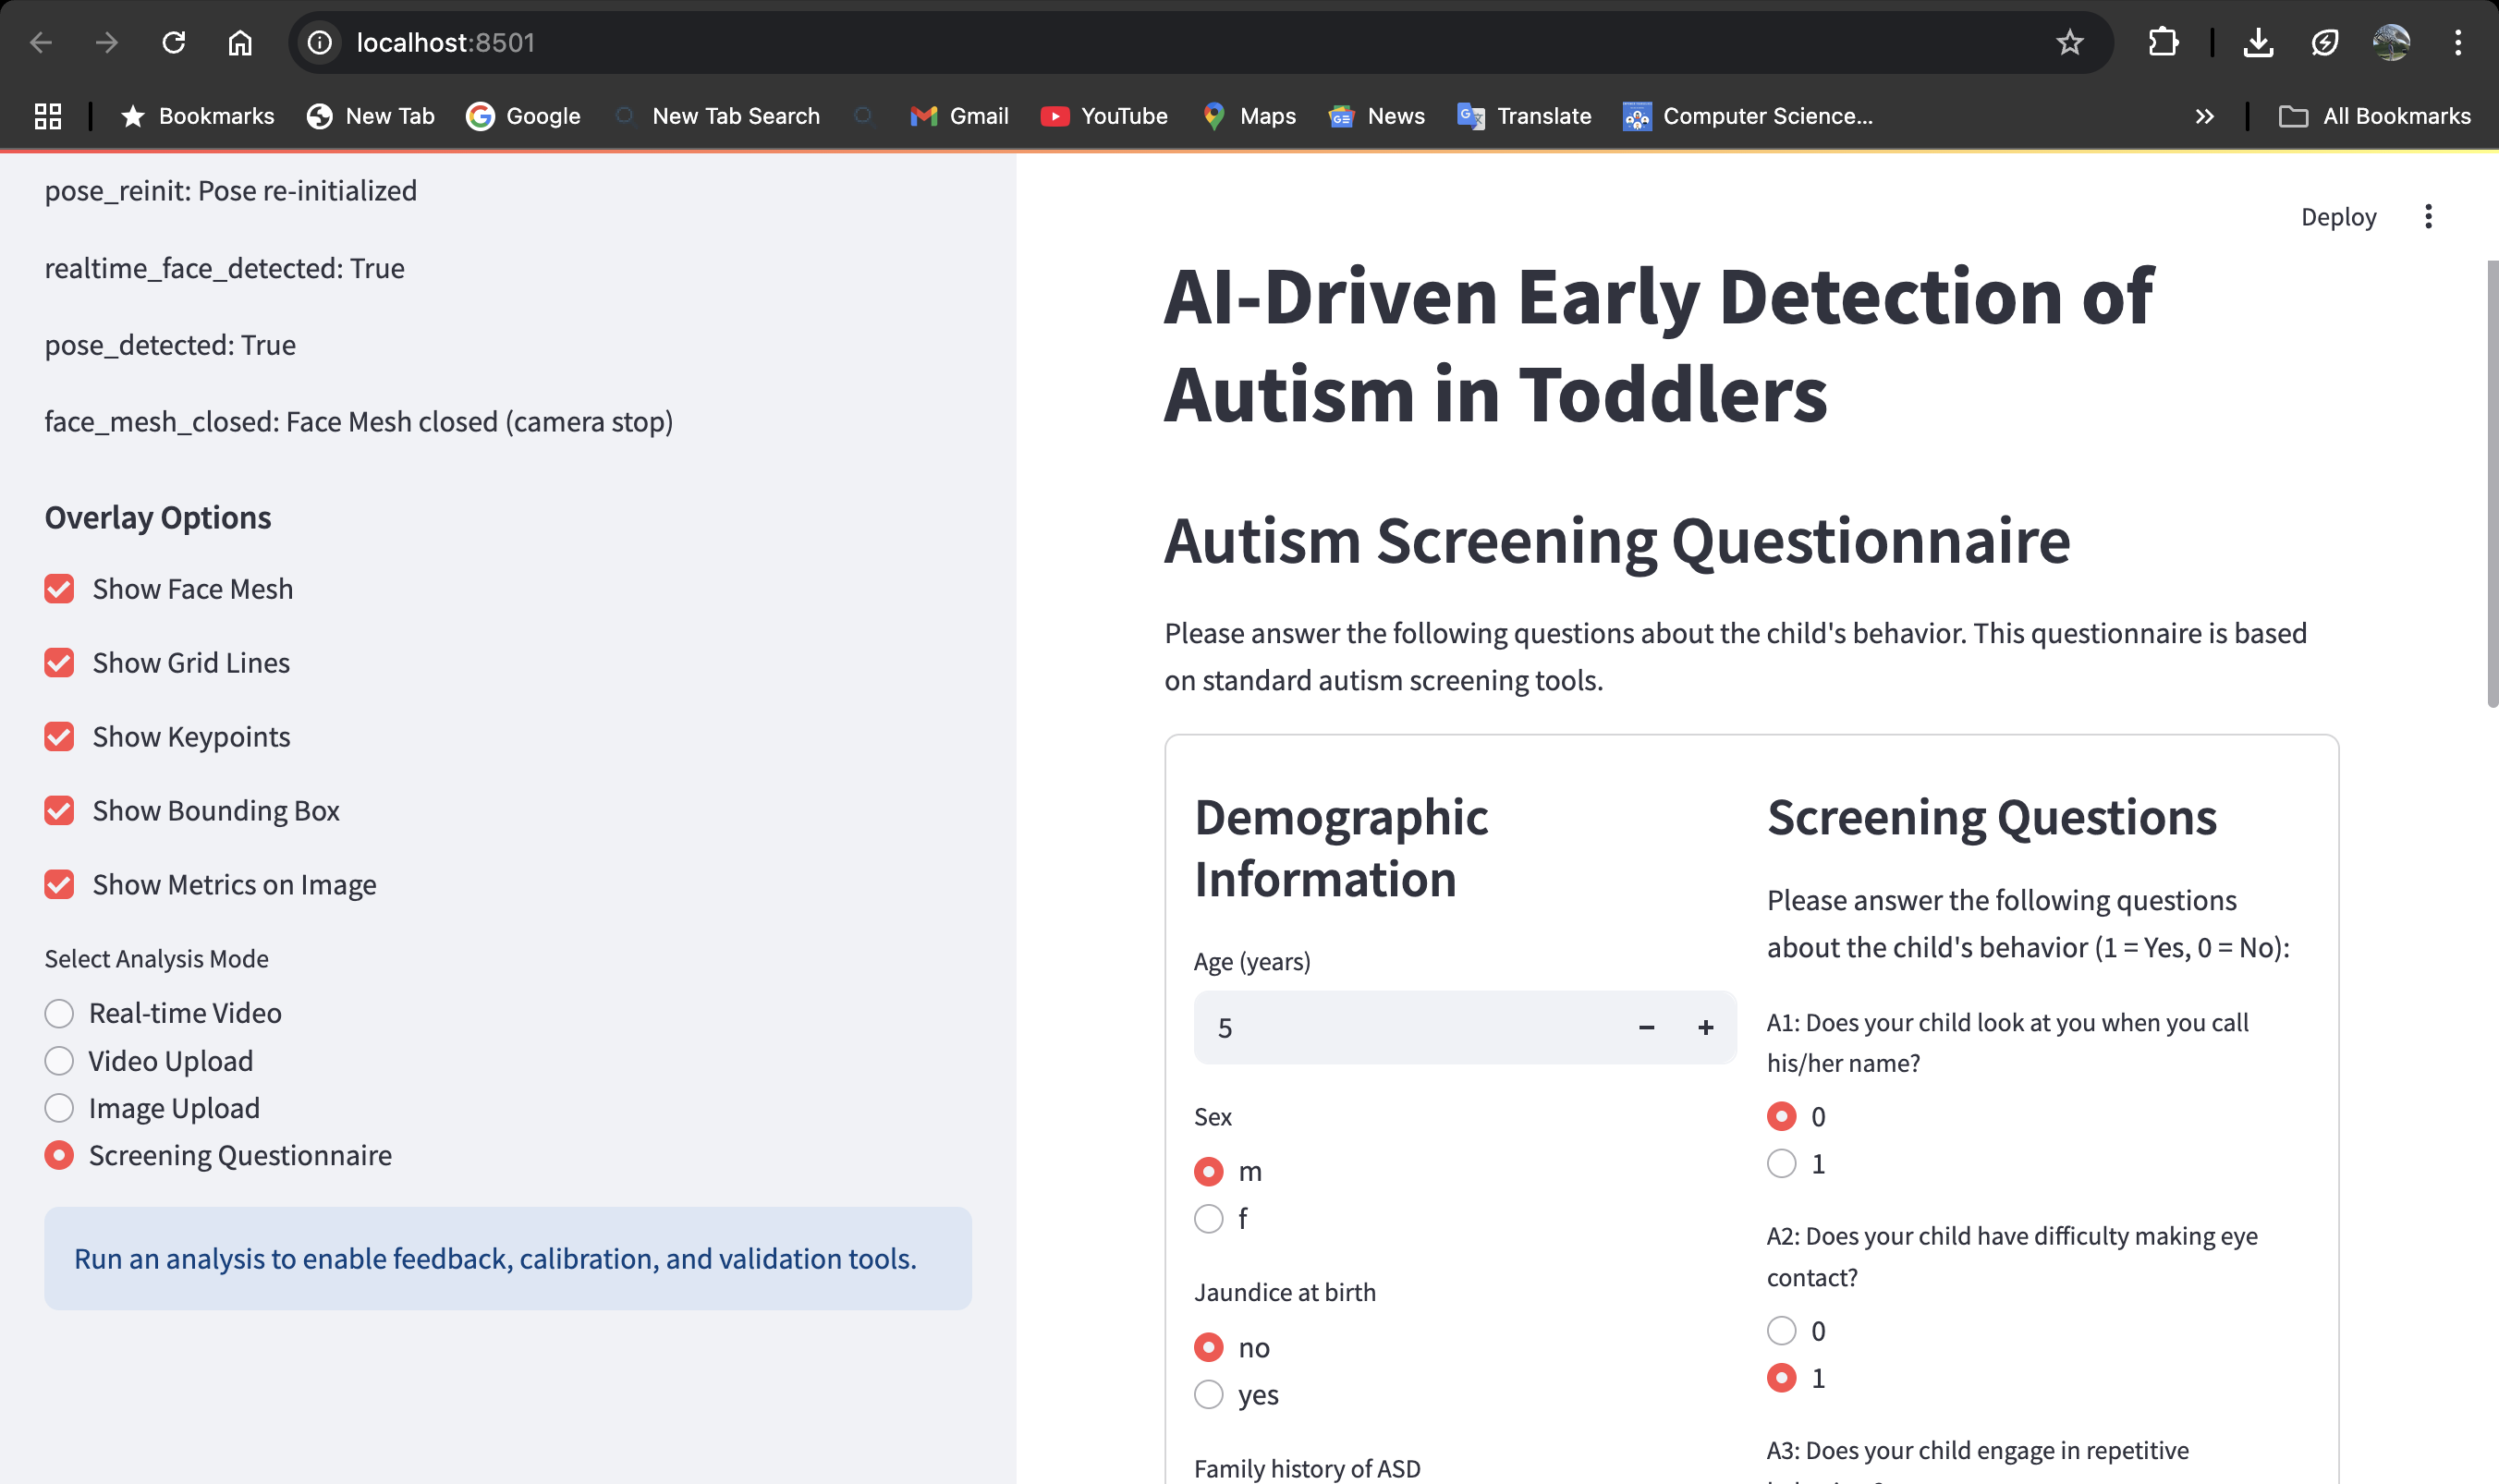 localhost:8501
Bookmarks New Tab Google New Tab Search Gmail YouTube Maps News Translate Computer Science... All Bookmarks
pose_reinit: Pose re-initialized
realtime_face_detected: True
pose_detected: True
face_mesh_closed: Face Mesh closed (camera stop)
Overlay Options
Show Face Mesh
Show Grid Lines
Show Keypoints
Show Bounding Box
Show Metrics on Image
Select Analysis Mode
Real-time Video
Video Upload
Image Upload
Screening Questionnaire
Run an analysis to enable feedback, calibration, and validation tools.
Deploy
AI-Driven Early Detection of
Autism in Toddlers
Autism Screening Questionnaire
Please answer the following questions about the child's behavior. This questionnaire is based
on standard autism screening tools.
Demographic
Information
Age (years)
5
Sex
m
f
Jaundice at birth
no
yes
Family history of ASD
Screening Questions
Please answer the following questions
about the child's behavior (1 = Yes, 0 = No):
A1: Does your child look at you when you call
his/her name?
0
1
A2: Does your child have difficulty making eye
contact?
0
1
A3: Does your child engage in repetitive